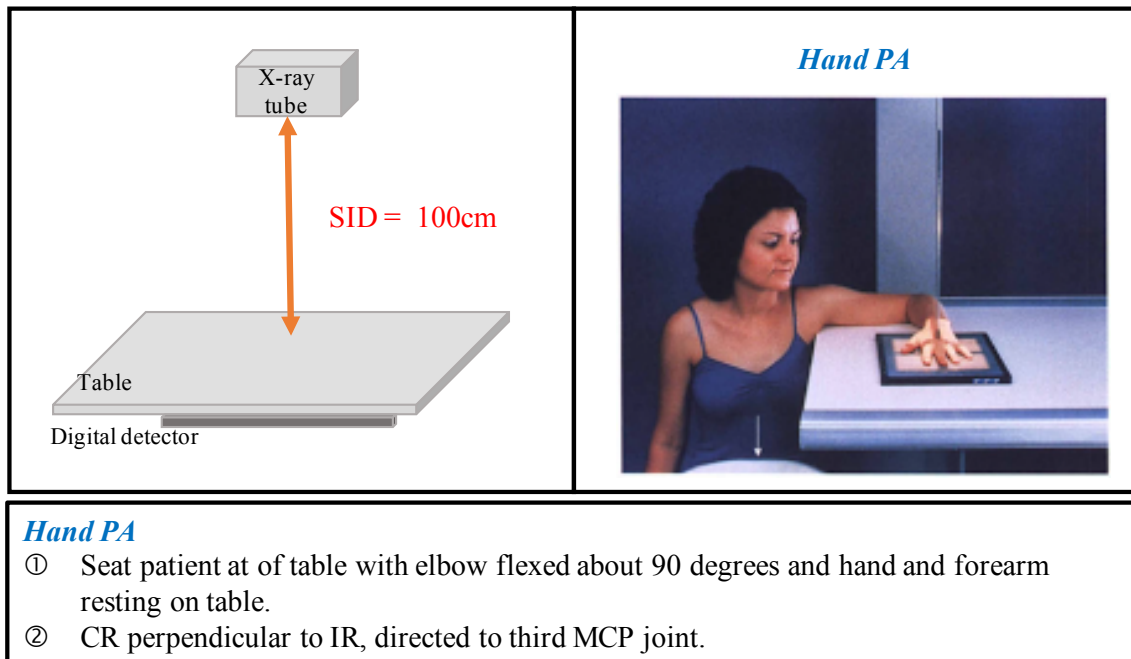 X-ray
tube
SID = 100cm
Table
Digital detector
Hand PA
Hand PA
① Seat patient at of table with elbow flexed about 90 degrees and hand and forearm
resting on table.
② CR perpendicular to IR, directed to third MCP joint.